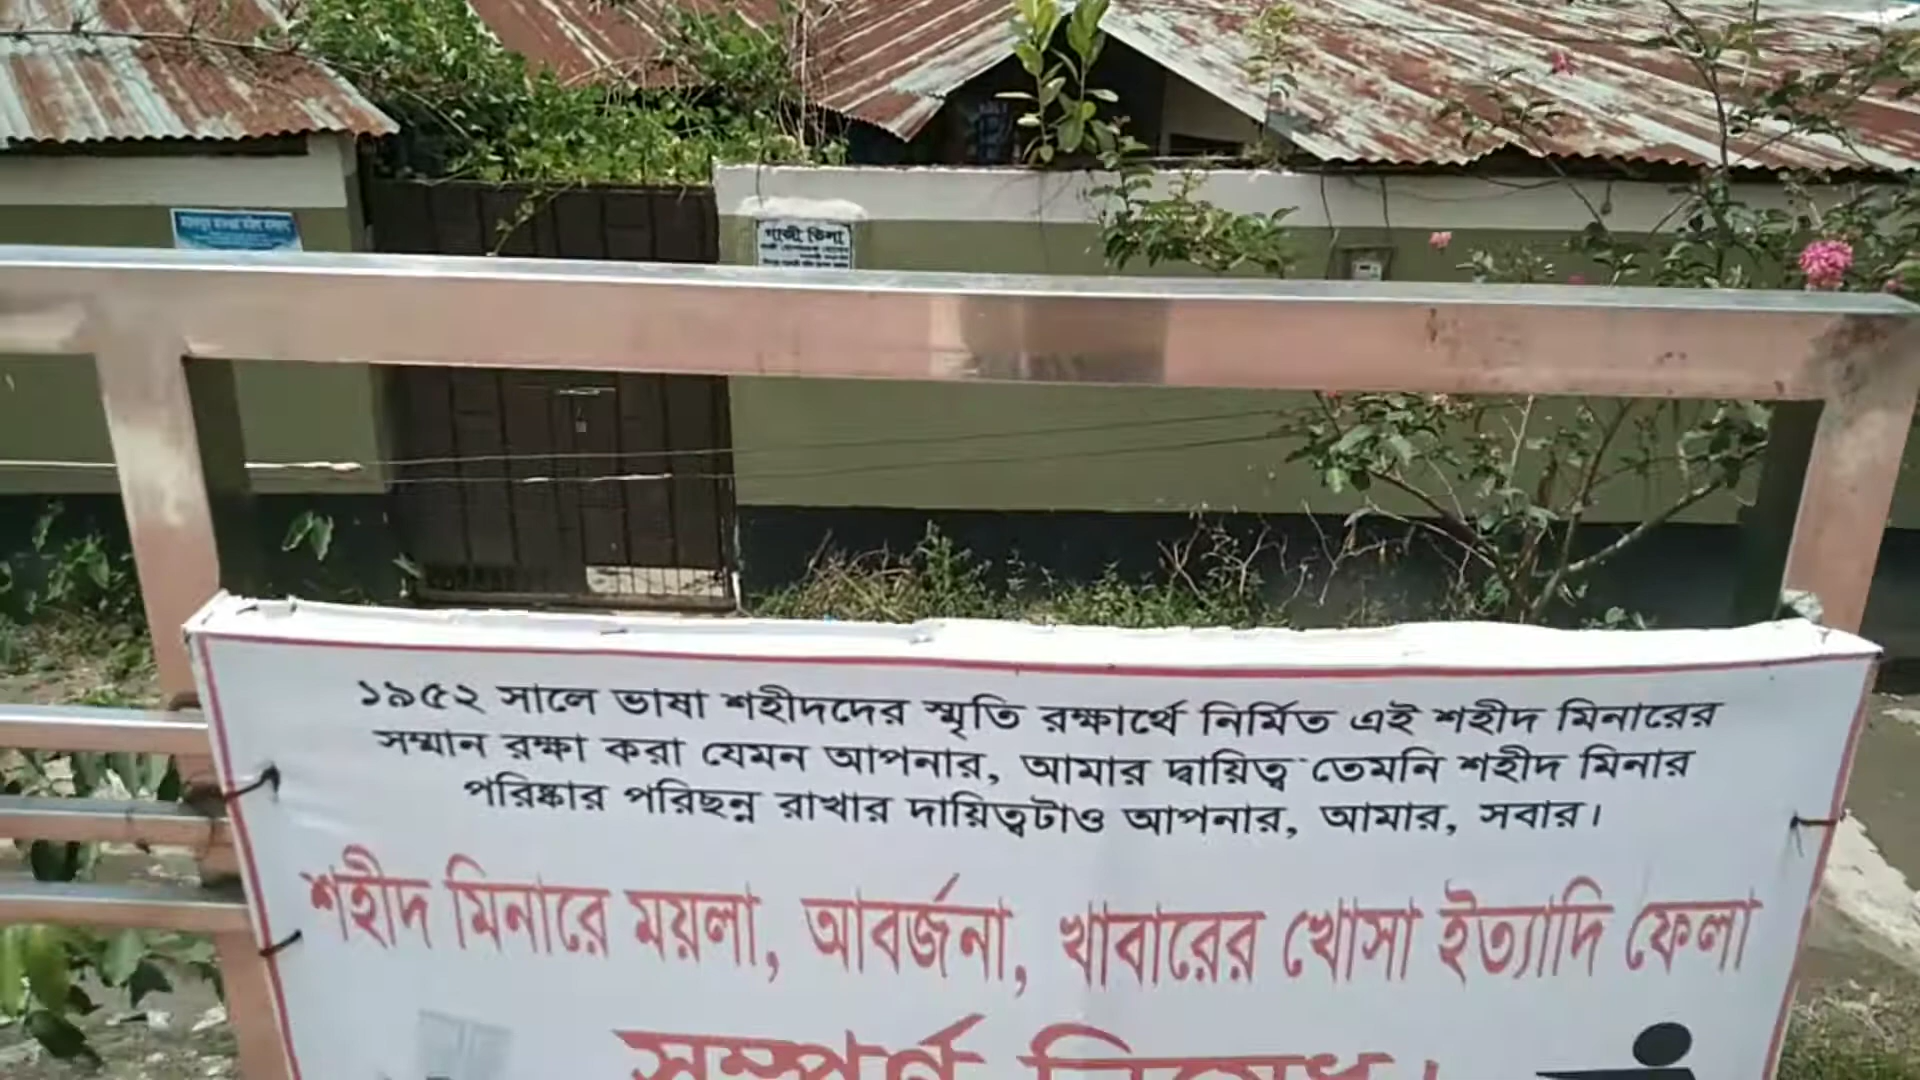 গাজী ভিলা
১৯৫২ সালে ভাষা শহীদদের স্মৃতি রক্ষার্থে নির্মিত এই শহীদ মিনারের
সম্মান রক্ষা করা যেমন আপনার, আমার দ্বায়িত্ব তেমনি শহীদ মিনার
পরিষ্কার পরিছন্ন রাখার দায়িত্বটাও আপনার, আমার, সবার।
শহীদ মিনারে ময়লা, আবর্জনা, খাবারের খোসা ইত্যাদি ফেলা
সম্পূর্ণ নিষেধ।